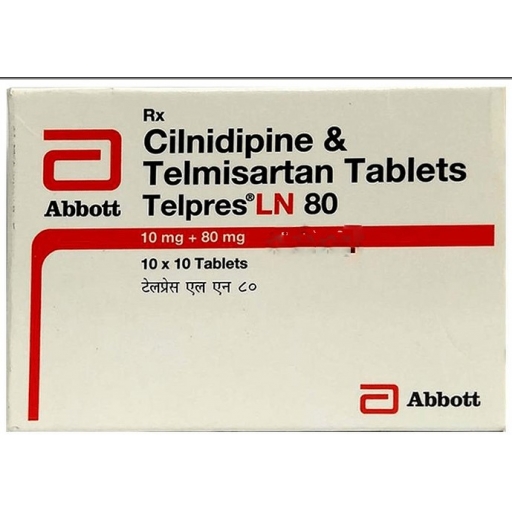 Rx
Cilnidipine &
Telmisartan Tablets
Telpres®LN 80
Abbott
10 mg + 80 mg
10 x 10 Tablets
टेलप्रेस एल एन ८०
Abbott